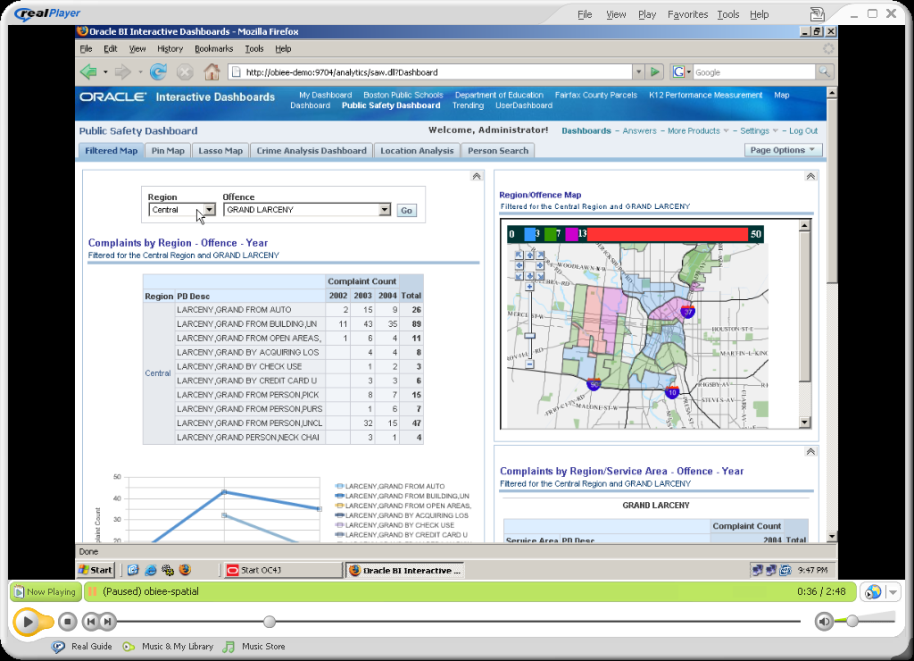 realPlayer
File View Play Favorites Tools Help
Oracle BI Interactive Dashboards - Mozilla Firefox
File Edit View History Bookmarks Tools Help
http://obiee-demo:9704/analytics/saw.dll?Dashboard
Google
ORACLE Interactive Dashboards
My Dashboard Boston Public Schools Department of Education Fairfax County Parcels K12 Performance Measurement Map
Dashboard Public Safety Dashboard Trending UserDashboard
Public Safety Dashboard
Welcome, Administrator! Dashboards - Answers - More Products - Settings - Log Out
Filtered Map Pin Map Lasso Map Crime Analysis Dashboard Location Analysis Person Search
Page Options
Region Offence
Central GRAND LARCENY Go
Complaints by Region - Offence - Year
Filtered for the Central Region and GRAND LARCENY
Complaint Count
Region PD Desc 2002 2003 2004 Total
LARCENY,GRAND FROM AUTO 2 15 9 26
LARCENY,GRAND FROM BUILDING,UN 11 43 35 89
LARCENY,GRAND FROM OPEN AREAS, 1 6 4 11
LARCENY,GRAND BY ACQUIRING LOS 4 4 8
LARCENY,GRAND BY CHECK USE 1 2 3
Central
LARCENY,GRAND BY CREDIT CARD U 3 3 6
LARCENY,GRAND FROM PERSON,PICK 8 7 15
LARCENY,GRAND FROM PERSON,PURS 1 6 7
LARCENY,GRAND FROM PERSON,UNCL 32 15 47
LARCENY,GRAND PERSON,NECK CHAI 3 1 4
50
40
30
20
LARCENY,GRAND FROM AUTO
LARCENY,GRAND FROM BUILDING,UN
LARCENY,GRAND FROM OPEN AREAS,
LARCENY,GRAND BY ACQUIRING LOS
LARCENY,GRAND BY CHECK USE
LARCENY,GRAND BY CREDIT CARD U
Region/Offence Map
Filtered for the Central Region and GRAND LARCENY
0 3 7 13 50
37
HOUSTON-ST-E
90
10
STEVES-AV
MALONE-ST-W
Complaints by Region/Service Area - Offence - Year
Filtered for the Central Region and GRAND LARCENY
GRAND LARCENY
Complaint Count
Service Area PD Desc 2004 Total
Done
Start
Start OC4J
Oracle BI Interactive ...
9:47 PM
Now Playing
(Paused) obiee-spatial
0:36 / 2:48
Real Guide
Music & My Library
Music Store